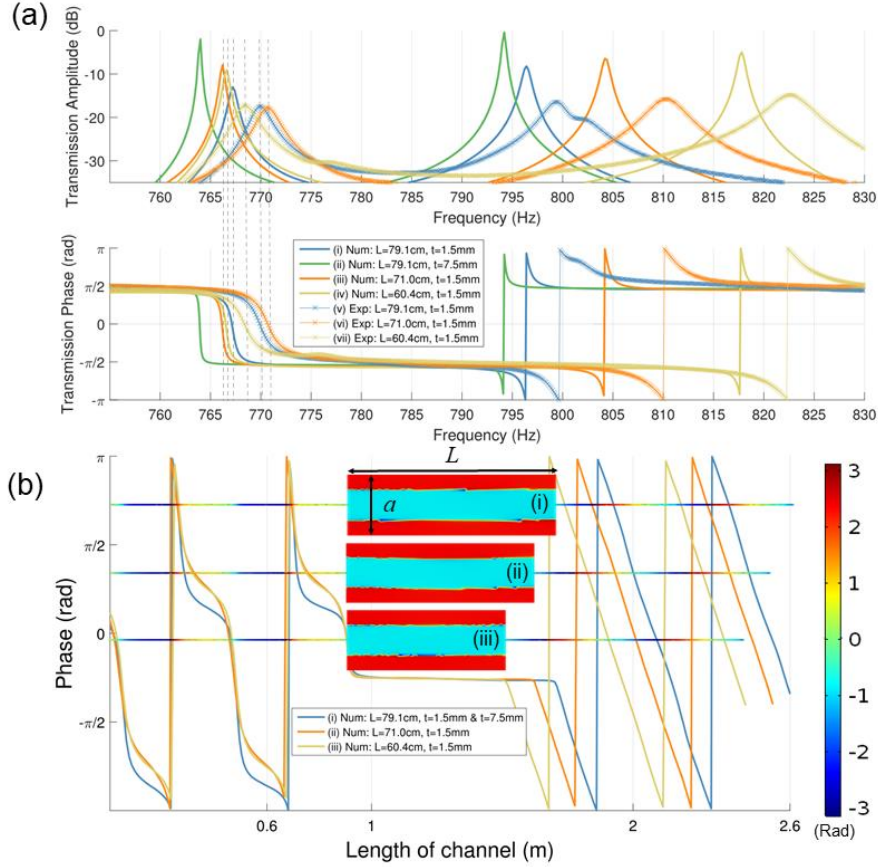 (a)
Transmission Amplitude (dB)
0
-10
-20
-30
760 765 770 775 780 785 790 795 800 805 810 815 820 825 830
Frequency (Hz)
Transmission Phase (rad)
π
π/2
0
-π/2
-π
(i) Num: L=79.1cm, t=1.5mm
(ii) Num: L=79.1cm, t=7.5mm
(iii) Num: L=71.0cm, t=1.5mm
(iv) Num: L=60.4cm, t=1.5mm
(v) Exp: L=79.1cm, t=1.5mm
(vi) Exp: L=71.0cm, t=1.5mm
(vii) Exp: L=60.4cm, t=1.5mm
760 765 770 775 780 785 790 795 800 805 810 815 820 825 830
Frequency (Hz)
(b)
Phase (rad)
π
π/2
0
-π/2
L
a
(i)
(ii)
(iii)
(i) Num: L=79.1cm, t=1.5mm & t=7.5mm
(ii) Num: L=71.0cm, t=1.5mm
(iii) Num: L=60.4cm, t=1.5mm
0.6 1 2 2.6
Length of channel (m)
3
2
1
0
-1
-2
-3
(Rad)